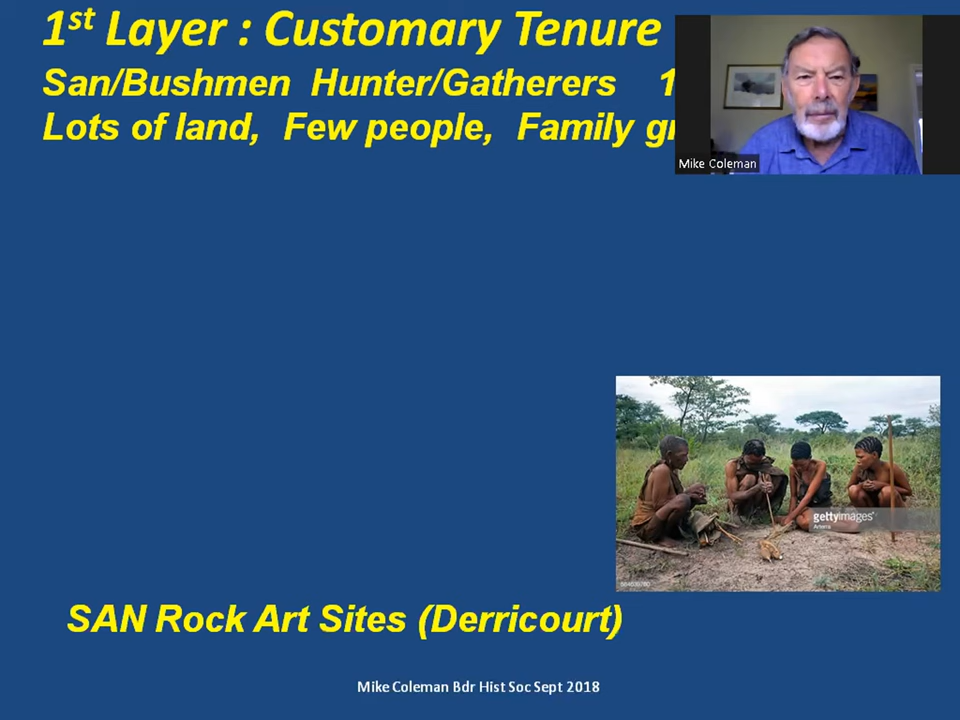 1st Layer : Customary Tenure
San/Bushmen Hunter/Gatherers 1
Lots of land, Few people, Family gr
Mike Coleman
gettyimages
Arterra
SAN Rock Art Sites (Derricourt)
Mike Coleman Bdr Hist Soc Sept 2018